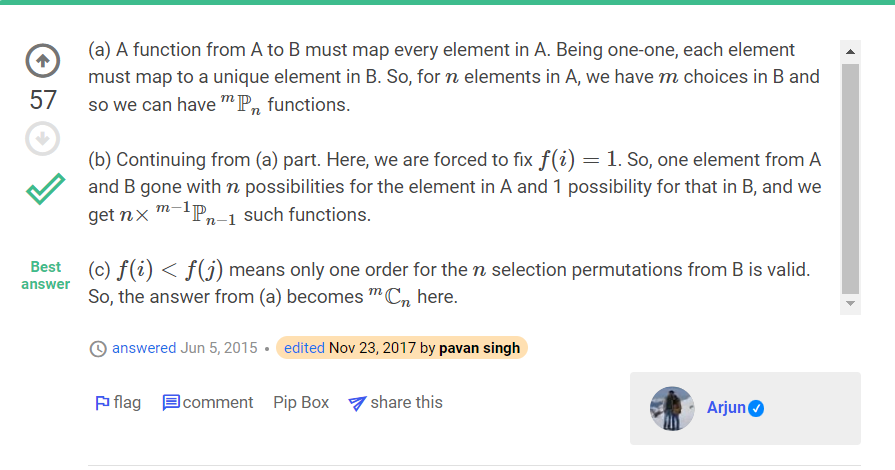 (a) A function from A to B must map every element in A. Being one-one, each element
must map to a unique element in B. So, for n elements in A, we have m choices in B and
so we can have ᵐℙₙ functions.
57
(b) Continuing from (a) part. Here, we are forced to fix f(i) = 1. So, one element from A
and B gone with n possibilities for the element in A and 1 possibility for that in B, and we
get n× ᵐ⁻¹ℙₙ₋₁ such functions.
Best
answer
(c) f(i) < f(j) means only one order for the n selection permutations from B is valid.
So, the answer from (a) becomes ᵐℂₙ here.
answered Jun 5, 2015 • edited Nov 23, 2017 by pavan singh
flag comment Pip Box share this
Arjun